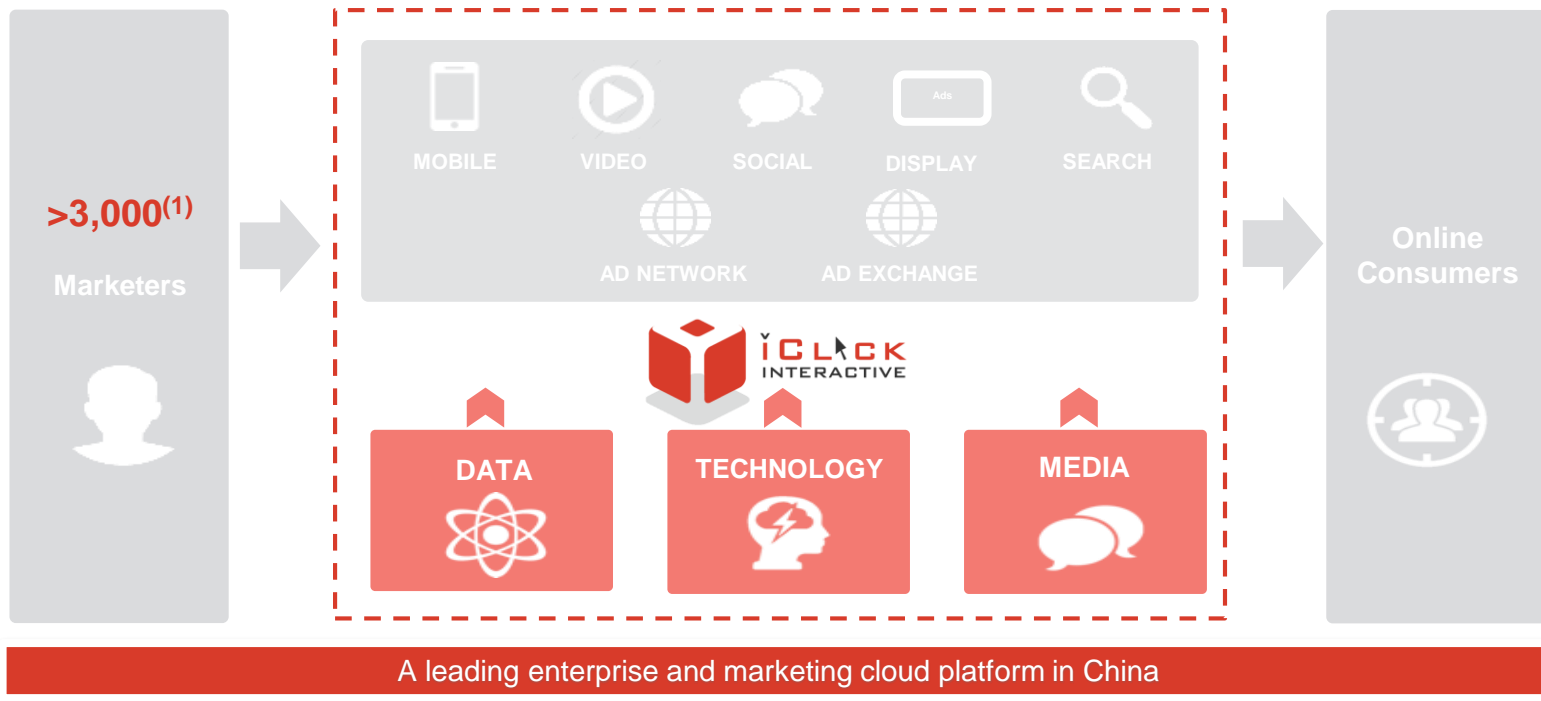 >3,000(1)
Marketers
Ads
MOBILE
VIDEO
SOCIAL
DISPLAY
SEARCH
AD NETWORK
AD EXCHANGE
iCLICK
INTERACTIVE
DATA
TECHNOLOGY
MEDIA
Online
Consumers
A leading enterprise and marketing cloud platform in China